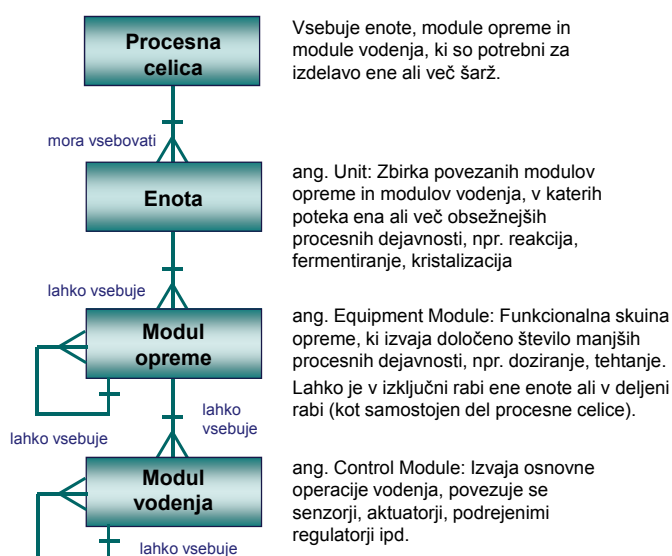 Procesna
celica
Vsebuje enote, module opreme in
module vodenja, ki so potrebni za
izdelavo ene ali več šarž.
mora vsebovati
Enota
ang. Unit: Zbirka povezanih modulov
opreme in modulov vodenja, v katerih
poteka ena ali več obsežnejših
procesnih dejavnosti, npr. reakcija,
fermentiranje, kristalizacija
lahko vsebuje
Modul
opreme
ang. Equipment Module: Funkcionalna skuina
opreme, ki izvaja določeno število manjših
procesnih dejavnosti, npr. doziranje, tehtanje.
Lahko je v izključni rabi ene enote ali v deljeni
rabi (kot samostojen del procesne celice).
lahko vsebuje
lahko
vsebuje
Modul
vodenja
ang. Control Module: Izvaja osnovne
operacije vodenja, povezuje se
senzorji, aktuatorji, podrejenimi
regulatorji ipd.
lahko vsebuje